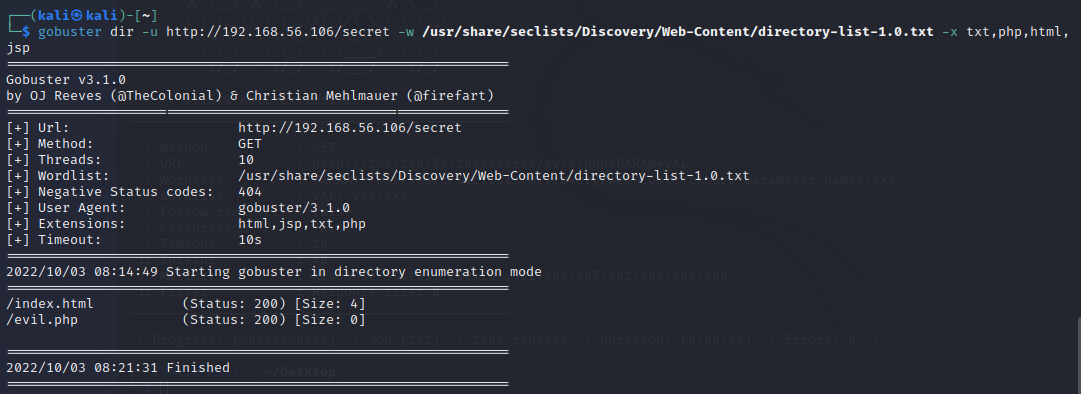 ┌──(kali㉿kali)-[~]
└─$ gobuster dir -u http://192.168.56.106/secret -w /usr/share/seclists/Discovery/Web-Content/directory-list-1.0.txt -x txt,php,html,
jsp
===============================================================
Gobuster v3.1.0
by OJ Reeves (@TheColonial) & Christian Mehlmauer (@firefart)
===============================================================
[+] Url:                     http://192.168.56.106/secret
[+] Method:                  GET
[+] Threads:                 10
[+] Wordlist:                /usr/share/seclists/Discovery/Web-Content/directory-list-1.0.txt
[+] Negative Status codes:   404
[+] User Agent:              gobuster/3.1.0
[+] Extensions:              html,jsp,txt,php
[+] Timeout:                 10s
===============================================================
2022/10/03 08:14:49 Starting gobuster in directory enumeration mode
===============================================================
/index.html           (Status: 200) [Size: 4]
/evil.php             (Status: 200) [Size: 0]
===============================================================
2022/10/03 08:21:31 Finished
===============================================================